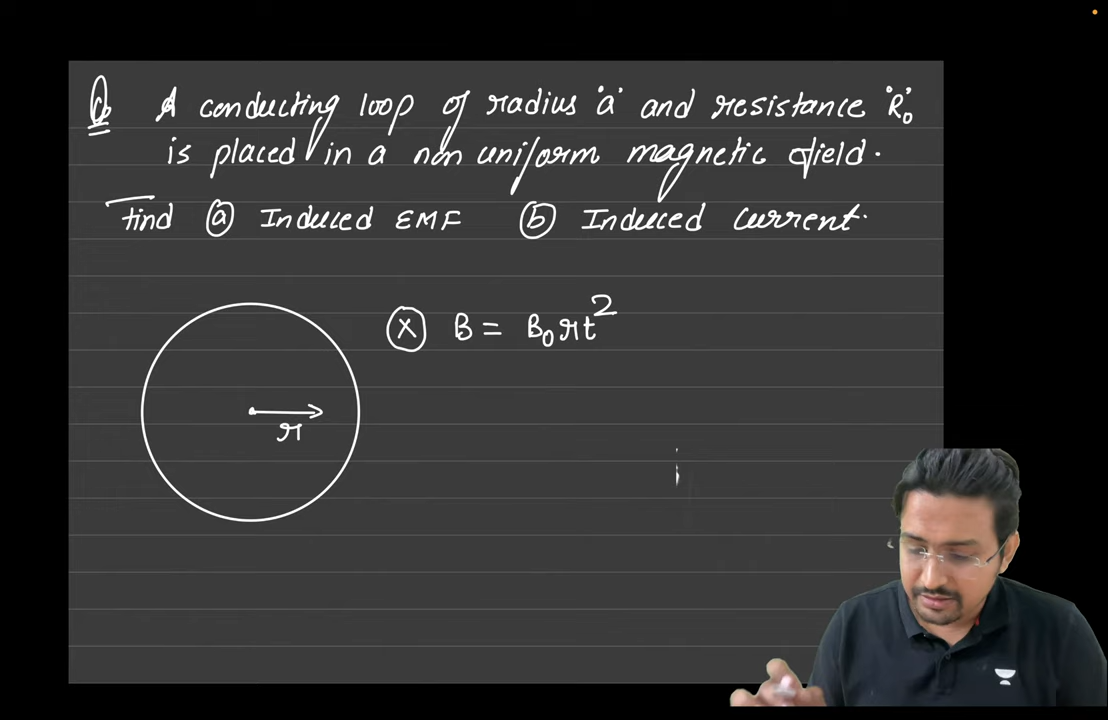 Q A conducting loop of radius 'a' and resistance 'R₀'
is placed in a non uniform magnetic field.
Find ⓐ Induced EMF ⓑ Induced current.
ⓧ B = B₀rt²
r